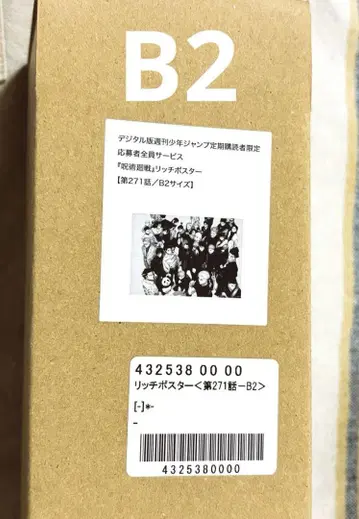 B2
デジタル版週刊少年ジャンプ定期購読者限定
応募者全員サービス
『呪術廻戦』リッチポスター
【第271話／B2サイズ】
432538 00 00
リッチポスター＜第271話－B2＞
[-]*-
-
4325380000